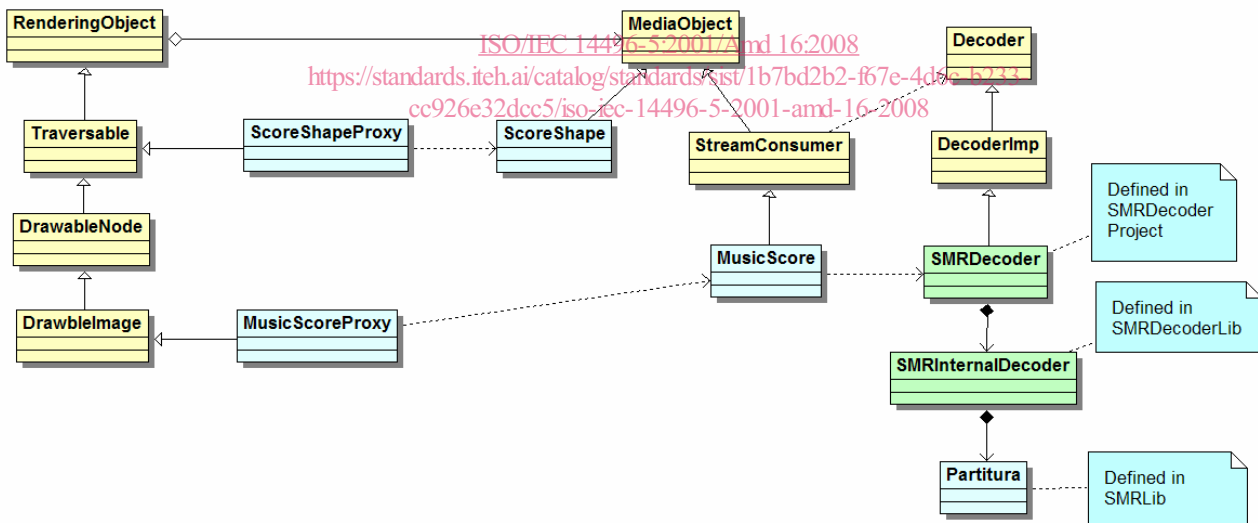 RenderingObject
MediaObject
Decoder
ISO/IEC 14496-5:2001/Amd 16:2008
https://standards.iteh.ai/catalog/standards/sist/1b7bd2b2-f67e-4d6c-b233-
cc926e32dcc5/iso-iec-14496-5-2001-amd-16-2008
Traversable
ScoreShapeProxy
ScoreShape
StreamConsumer
DecoderImp
Defined in
SMRDecoder
Project
DrawableNode
MusicScore
SMRDecoder
DrawbleImage
MusicScoreProxy
Defined in
SMRDecoderLib
SMRInternalDecoder
Partitura
Defined in
SMRLib